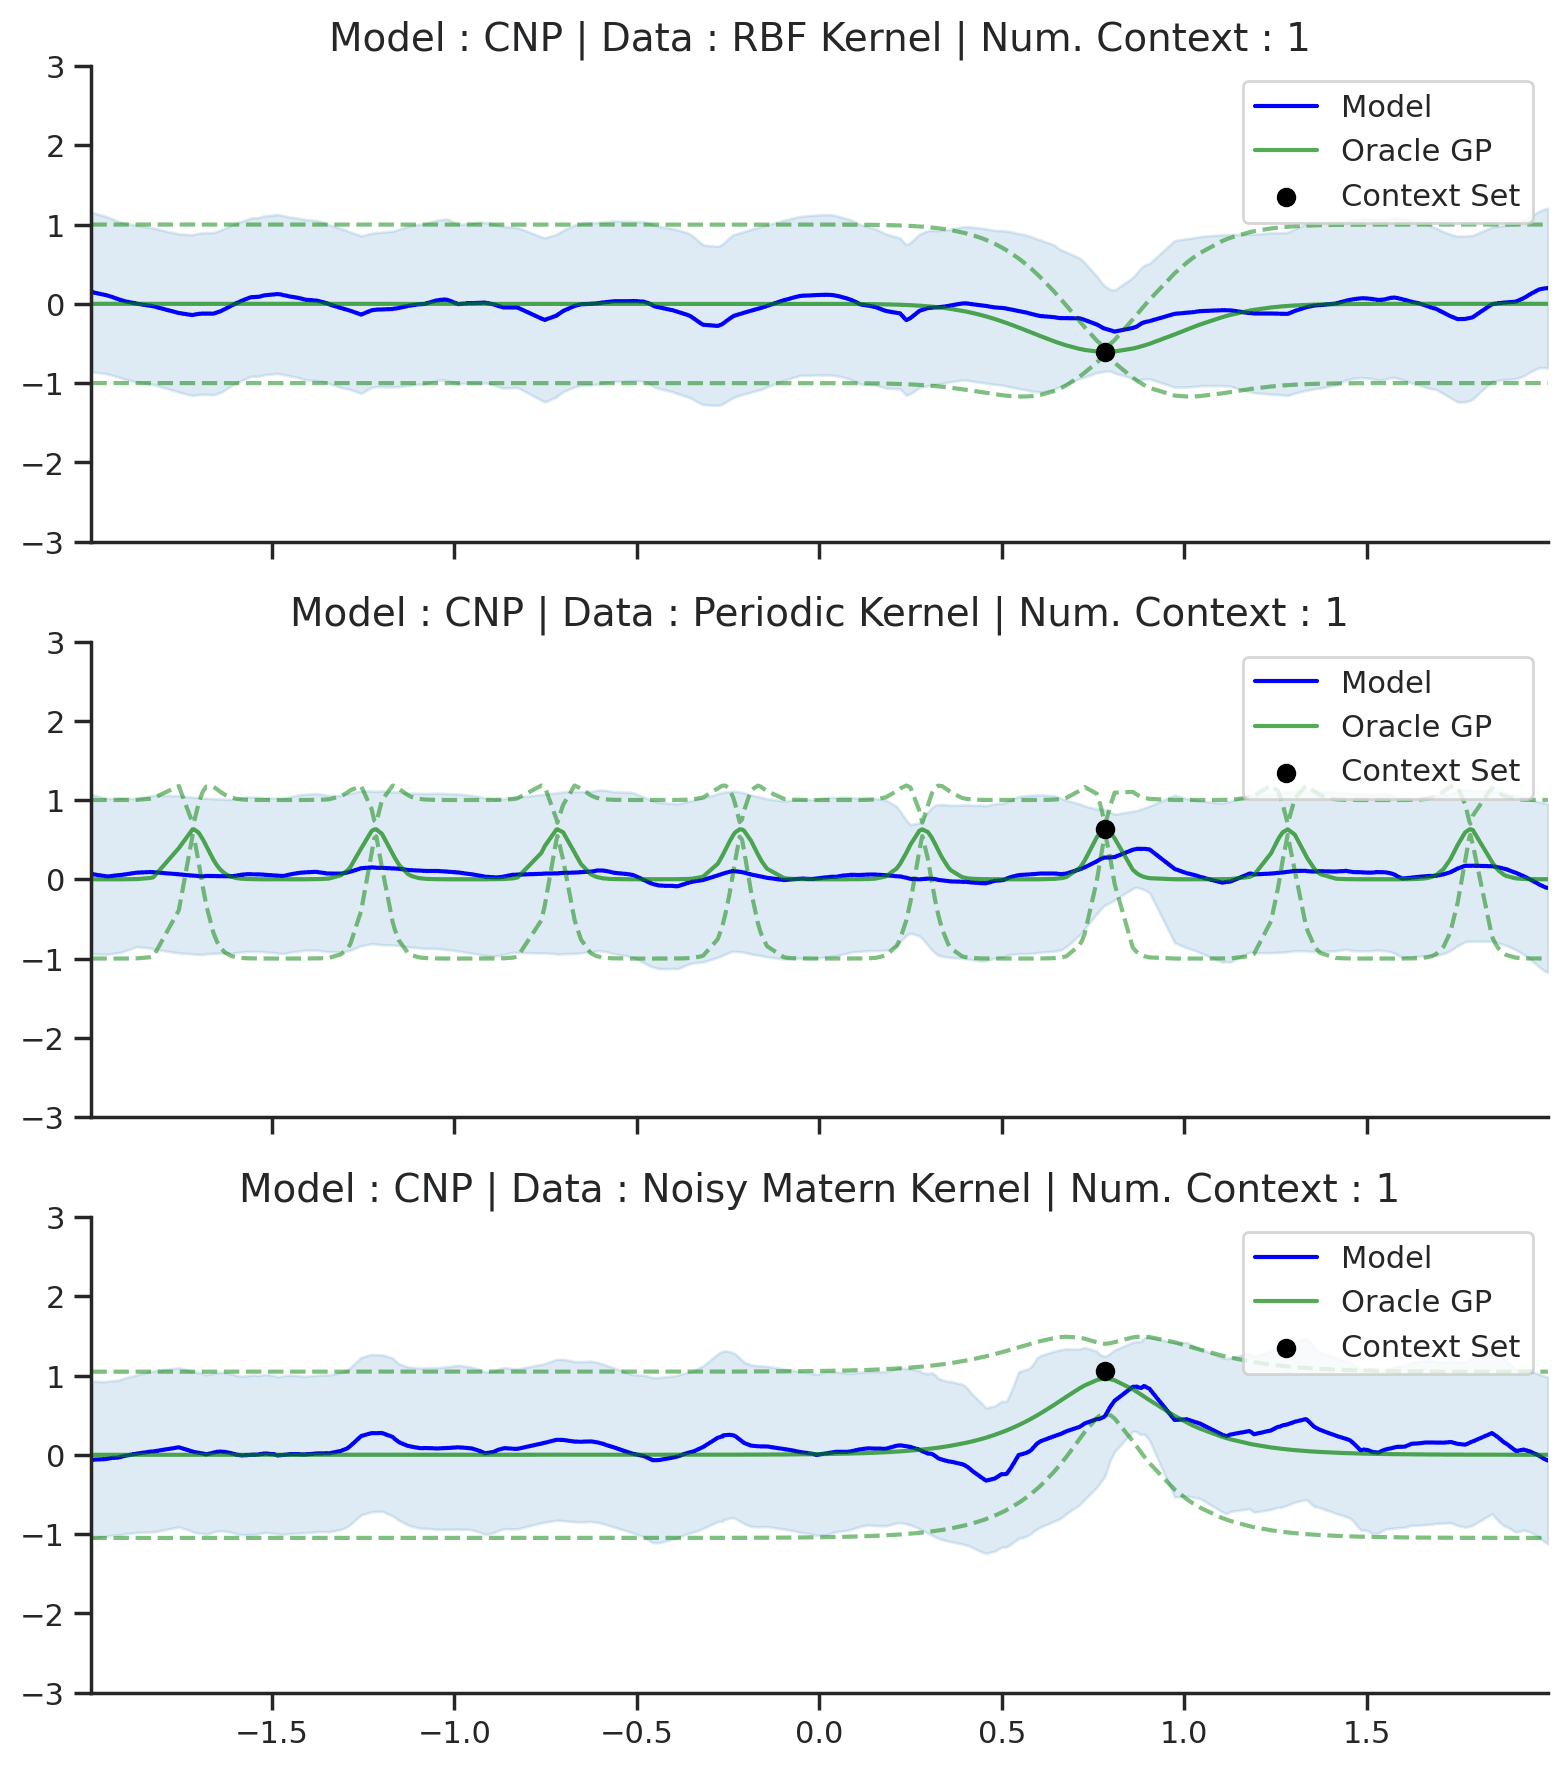 Model : CNP | Data : RBF Kernel | Num. Context : 1
3
2
1
0
−1
−2
−3
Model
Oracle GP
Context Set
Model : CNP | Data : Periodic Kernel | Num. Context : 1
3
2
1
0
−1
−2
−3
Model
Oracle GP
Context Set
Model : CNP | Data : Noisy Matern Kernel | Num. Context : 1
3
2
1
0
−1
−2
−3
Model
Oracle GP
Context Set
−1.5 −1.0 −0.5 0.0 0.5 1.0 1.5